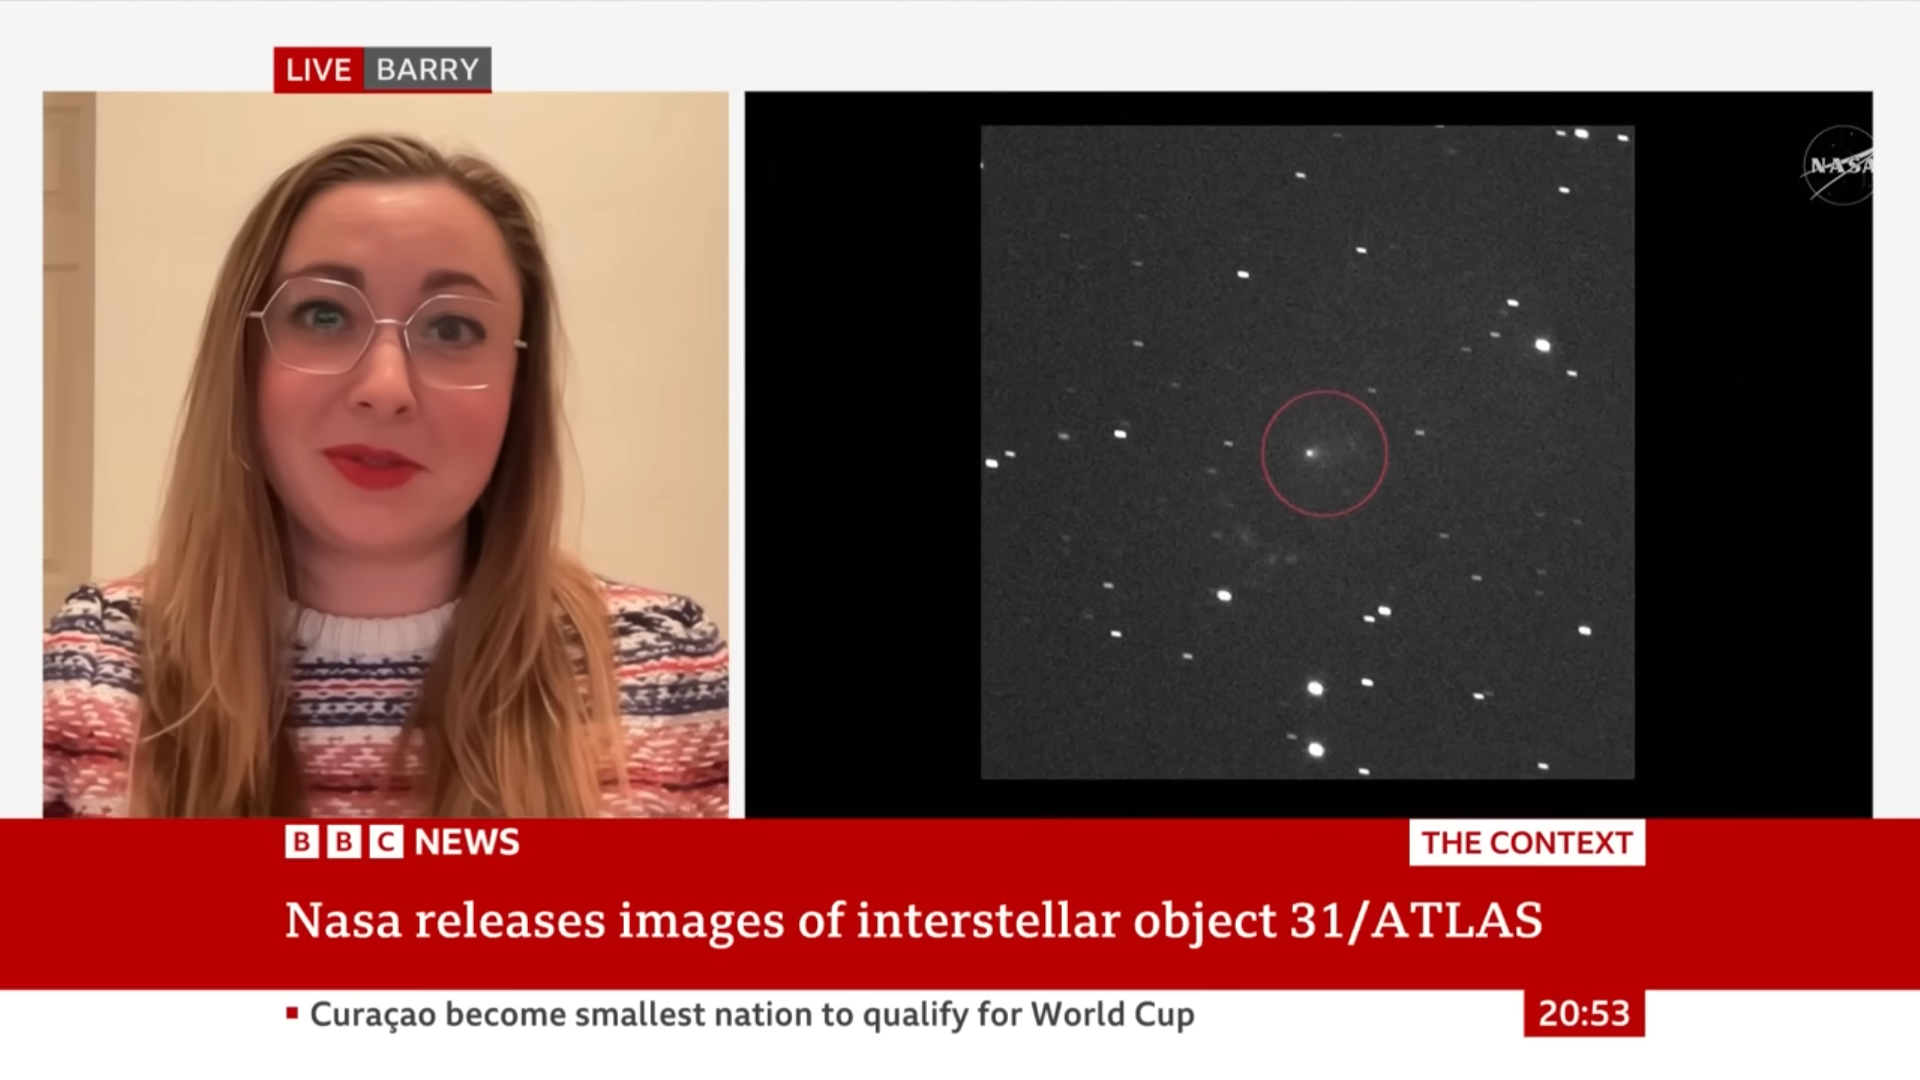 LIVE BARRY
NASA
BBC NEWS
THE CONTEXT
Nasa releases images of interstellar object 31/ATLAS
Curaçao become smallest nation to qualify for World Cup
20:53